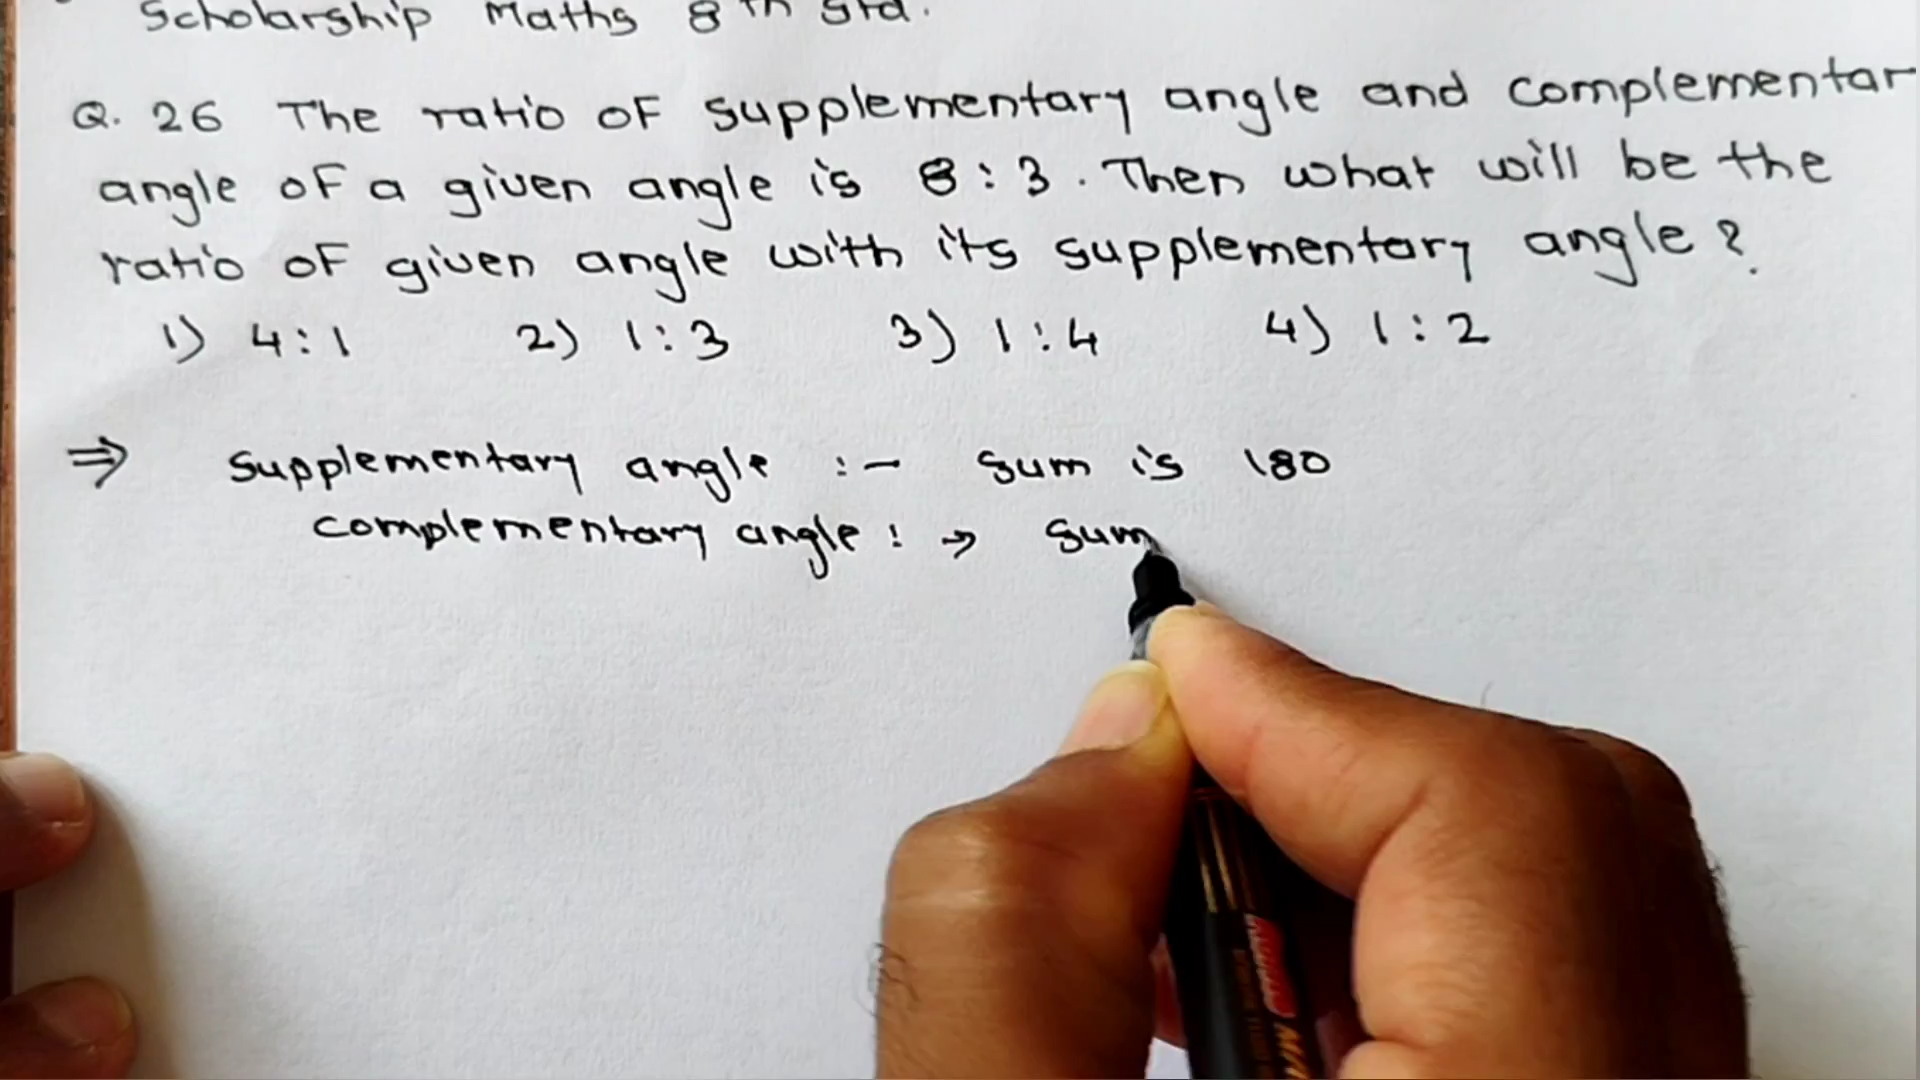 Scholarship Maths 8th std.
Q. 26 The ratio of supplementary angle and complementar
angle of a given angle is 8:3. Then what will be the
ratio of given angle with its supplementary angle?
1) 4:1 2) 1:3 3) 1:4 4) 1:2
⇒ Supplementary angle :- Sum is 180
complementary angle: → Sum